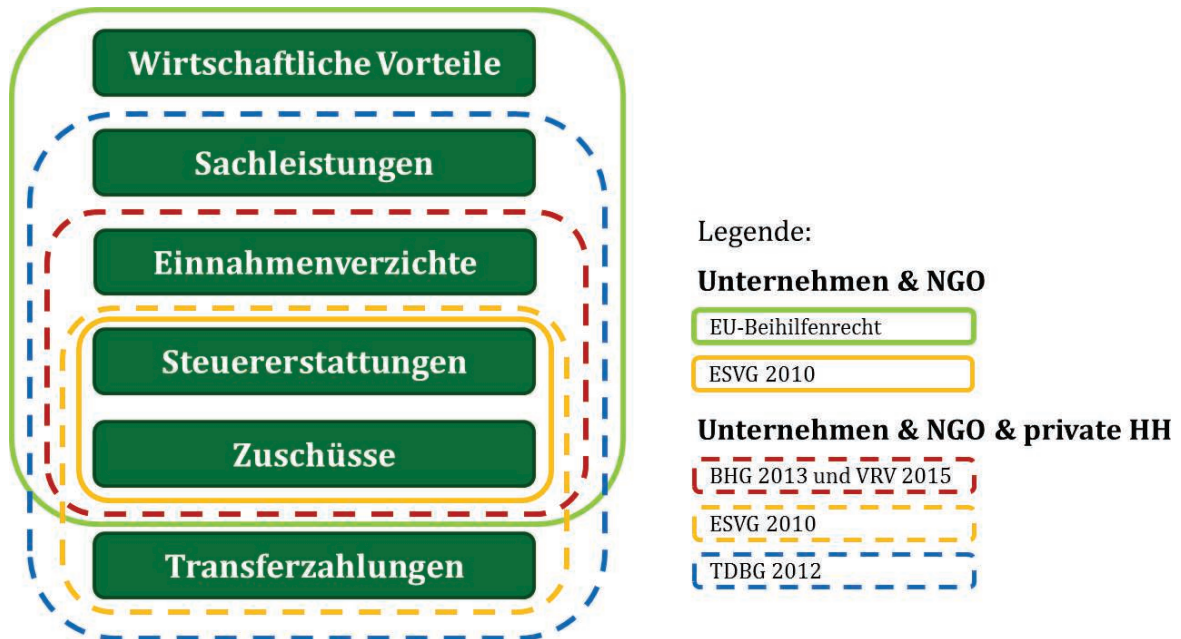 Wirtschaftliche Vorteile
Sachleistungen
Einnahmenverzichte
Steuererstattungen
Zuschüsse
Transferzahlungen
Legende:
Unternehmen & NGO
EU-Beihilfenrecht
ESVG 2010
Unternehmen & NGO & private HH
BHG 2013 und VRV 2015
ESVG 2010
TDBG 2012